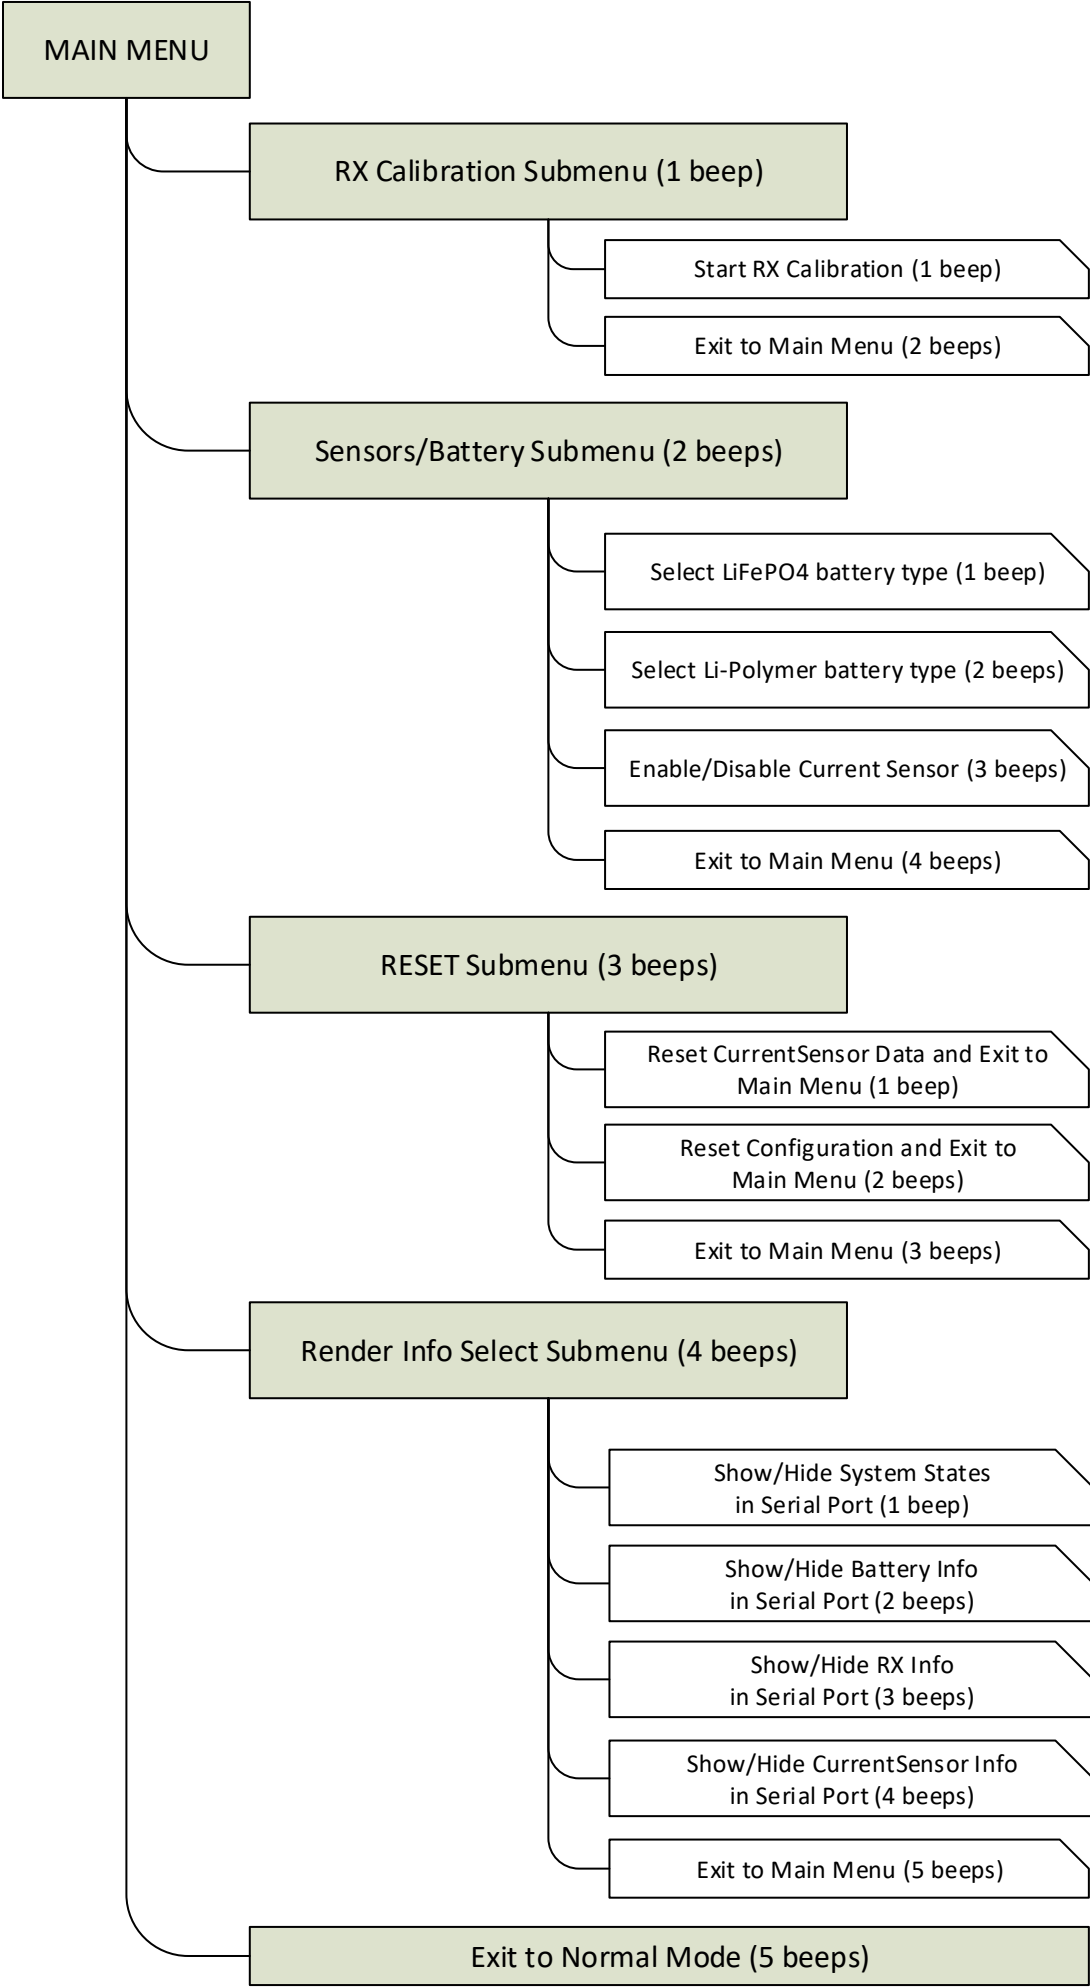 MAIN MENU
RX Calibration Submenu (1 beep)
Start RX Calibration (1 beep)
Exit to Main Menu (2 beeps)
Sensors/Battery Submenu (2 beeps)
Select LiFePO4 battery type (1 beep)
Select Li-Polymer battery type (2 beeps)
Enable/Disable Current Sensor (3 beeps)
Exit to Main Menu (4 beeps)
RESET Submenu (3 beeps)
Reset CurrentSensor Data and Exit to
Main Menu (1 beep)
Reset Configuration and Exit to
Main Menu (2 beeps)
Exit to Main Menu (3 beeps)
Render Info Select Submenu (4 beeps)
Show/Hide System States
in Serial Port (1 beep)
Show/Hide Battery Info
in Serial Port (2 beeps)
Show/Hide RX Info
in Serial Port (3 beeps)
Show/Hide CurrentSensor Info
in Serial Port (4 beeps)
Exit to Main Menu (5 beeps)
Exit to Normal Mode (5 beeps)